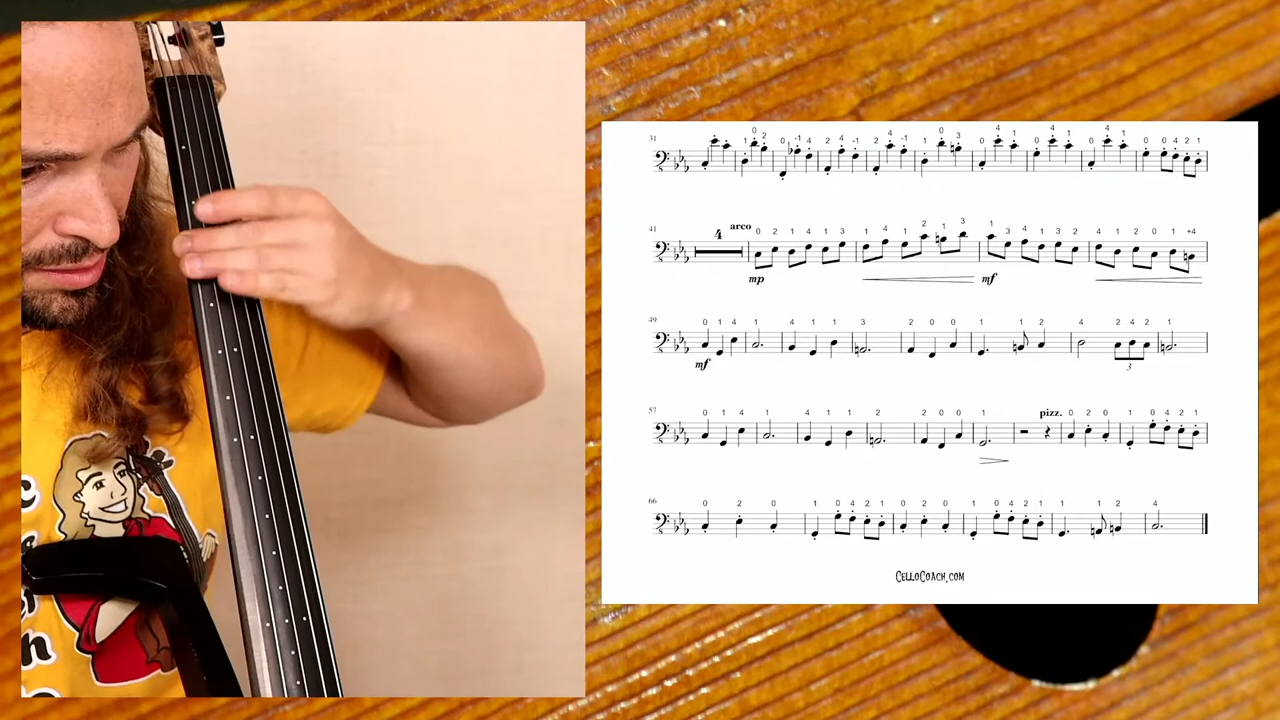 31
0 4 1 1 0 2 0 -1 4 2 4 -1 2 4 -1 1 0 3 0 4 1 0 4 1 0 4 1 0 0 4 2 1
41
4 arco 0 2 1 4 1 3 1 4 1 2 1 3 1 3 4 1 3 2 4 1 2 0 1 +4
mp mf
49
0 1 4 1 4 1 1 3 2 0 0 1 1 2 4 2 4 2 1
mf 3
57
0 1 4 1 4 1 1 2 2 0 0 1 pizz. 0 2 0 1 0 4 2 1
66
0 2 0 1 0 4 2 1 0 2 0 1 0 4 2 1 1 1 2 4
CELLOCOACH.COM